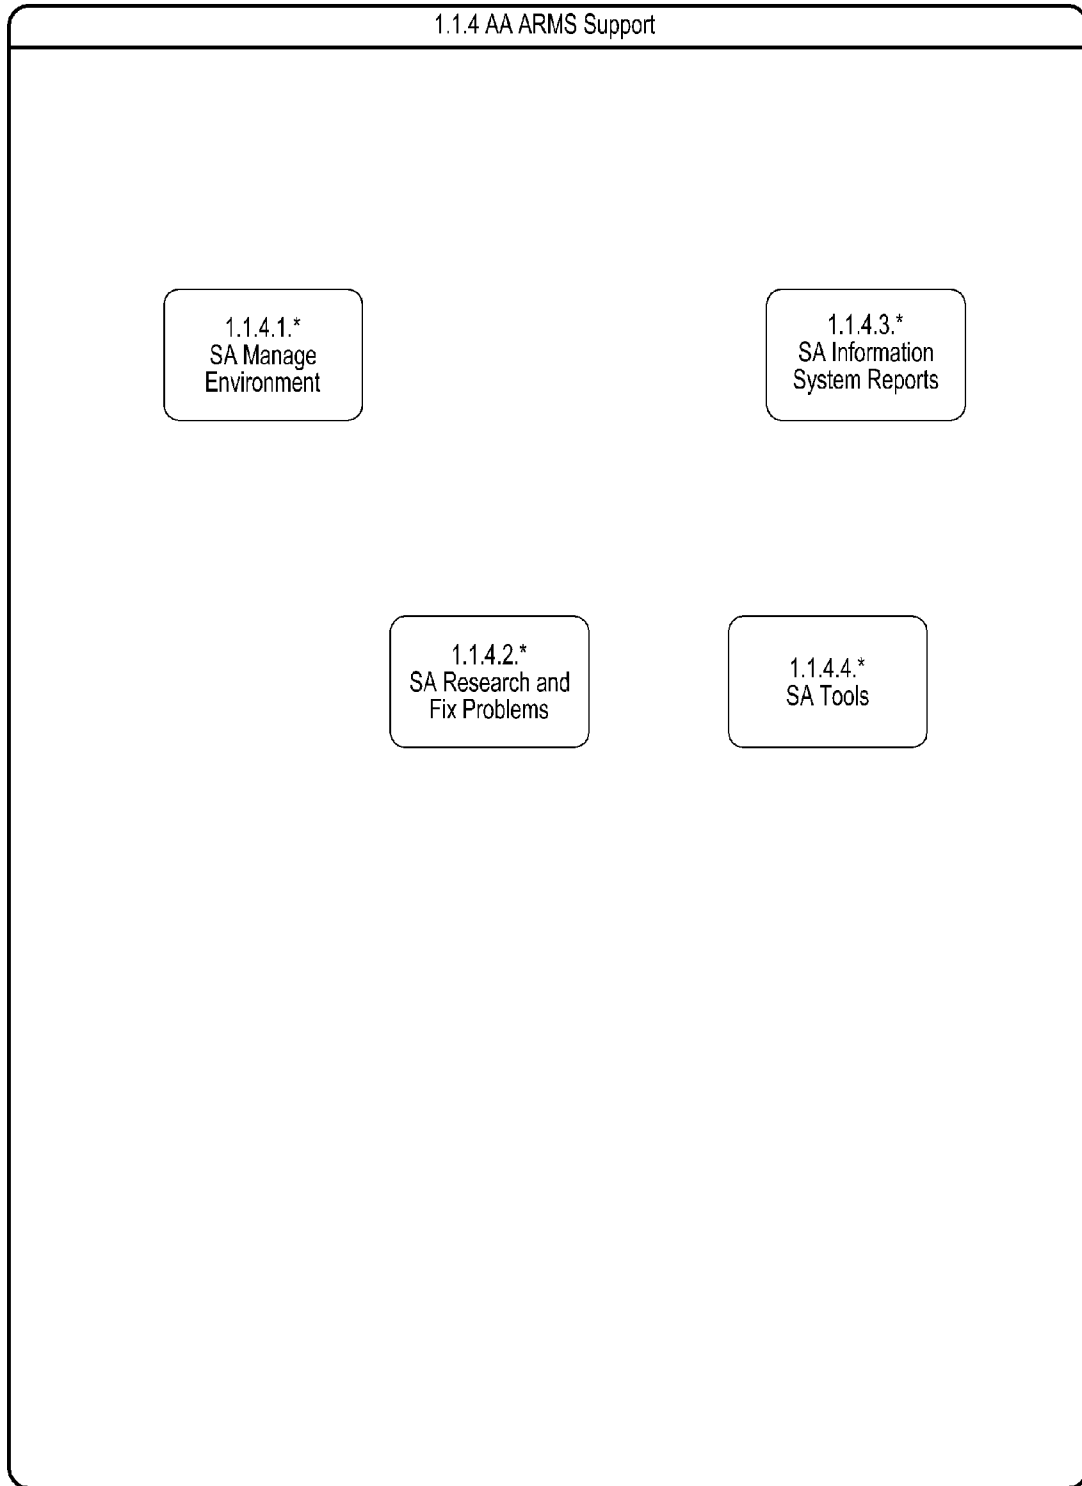 1.1.4 AA ARMS Support
1.1.4.1.*
SA Manage
Environment
1.1.4.3.*
SA Information
System Reports
1.1.4.2.*
SA Research and
Fix Problems
1.1.4.4.*
SA Tools